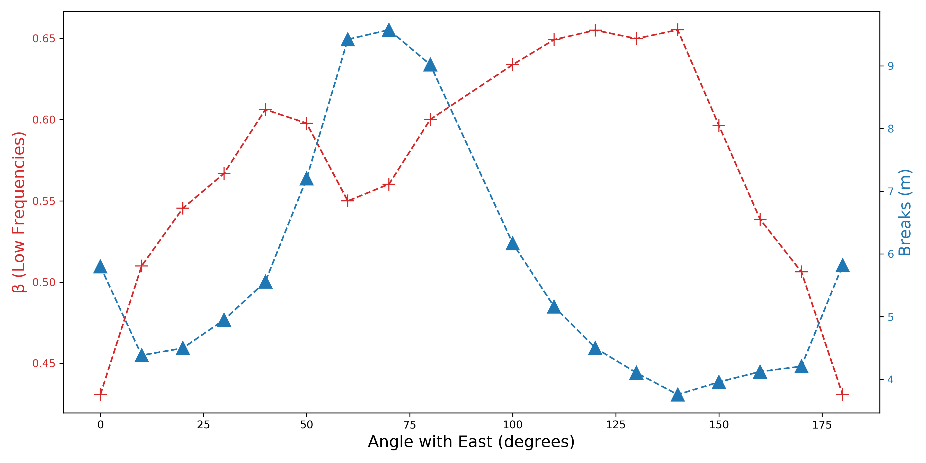 0.65
0.60
0.55
0.50
0.45
β (Low Frequencies)
9
8
7
6
5
4
Breaks (m)
0 25 50 75 100 125 150 175
Angle with East (degrees)